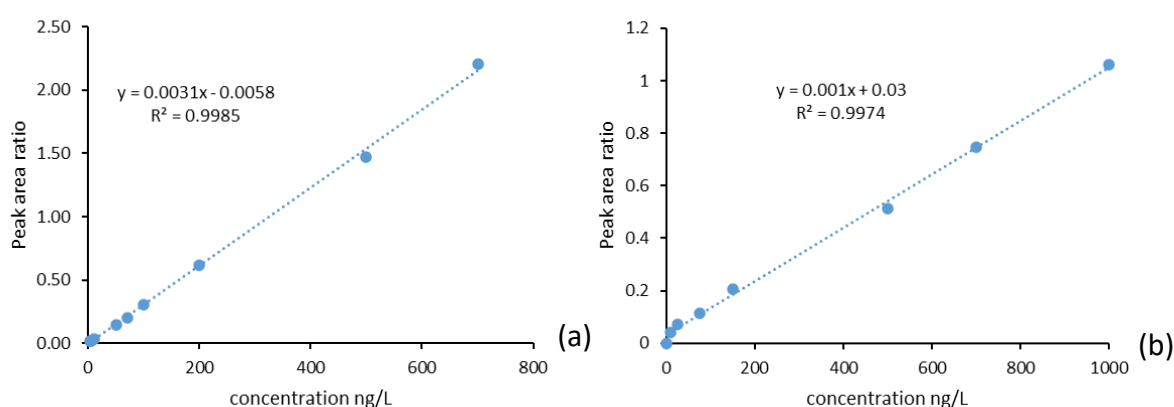 2.50
2.00
1.50
1.00
0.50
0.00
Peak area ratio
y = 0.0031x - 0.0058
R² = 0.9985
0 200 400 600 800
concentration ng/L
(a)
1.2
1
0.8
0.6
0.4
0.2
0
Peak area ratio
y = 0.001x + 0.03
R² = 0.9974
0 200 400 600 800 1000
concentration ng/L
(b)